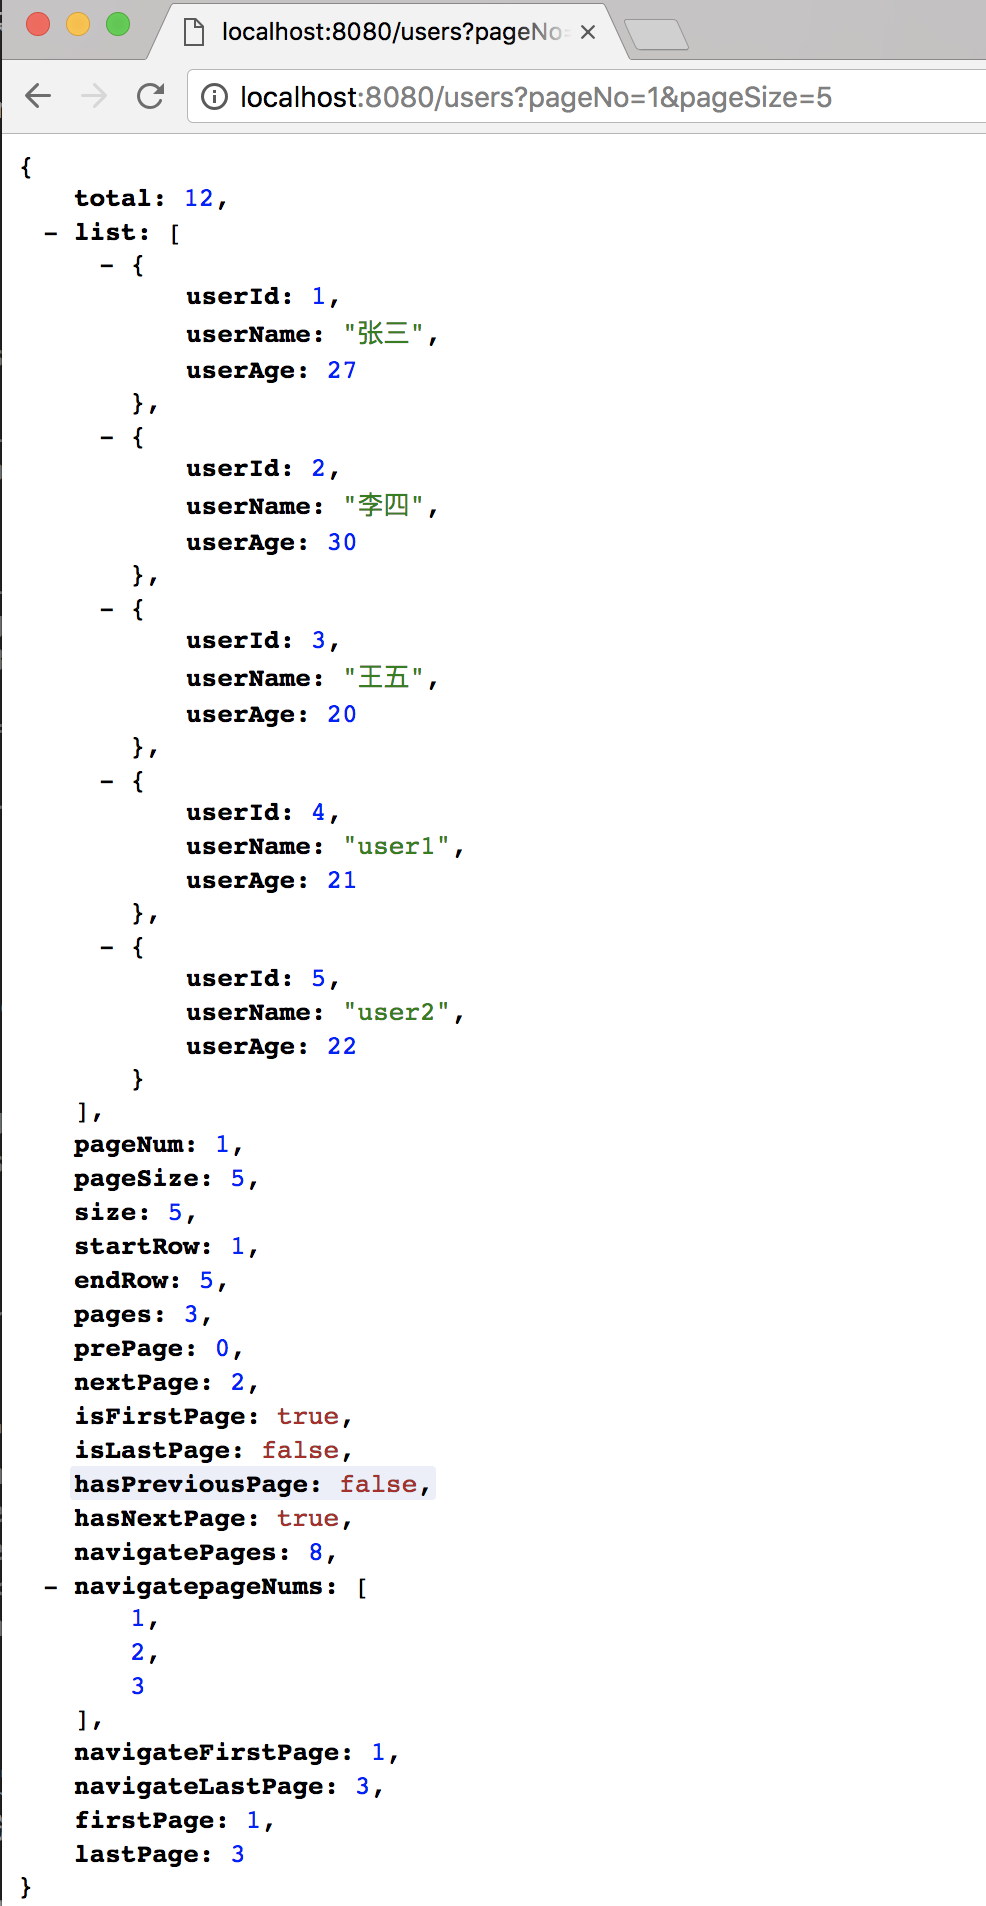 localhost:8080/users?pageNo
localhost:8080/users?pageNo=1&pageSize=5
{
total: 12,
- list: [
- {
userId: 1,
userName: "张三",
userAge: 27
},
- {
userId: 2,
userName: "李四",
userAge: 30
},
- {
userId: 3,
userName: "王五",
userAge: 20
},
- {
userId: 4,
userName: "user1",
userAge: 21
},
- {
userId: 5,
userName: "user2",
userAge: 22
}
],
pageNum: 1,
pageSize: 5,
size: 5,
startRow: 1,
endRow: 5,
pages: 3,
prePage: 0,
nextPage: 2,
isFirstPage: true,
isLastPage: false,
hasPreviousPage: false,
hasNextPage: true,
navigatePages: 8,
- navigatepageNums: [
1,
2,
3
],
navigateFirstPage: 1,
navigateLastPage: 3,
firstPage: 1,
lastPage: 3
}